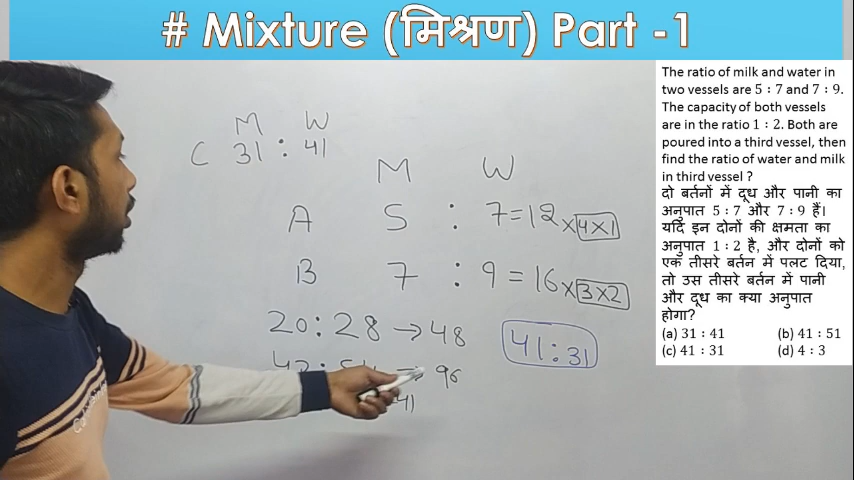 # Mixture (मिश्रण) Part -1
The ratio of milk and water in
two vessels are 5 : 7 and 7 : 9.
The capacity of both vessels
are in the ratio 1 : 2. Both are
poured into a third vessel, then
find the ratio of water and milk
in third vessel ?
दो बर्तनों में दूध और पानी का
अनुपात 5 : 7 और 7 : 9 हैं।
यदि इन दोनों की क्षमता का
अनुपात 1 : 2 है, और दोनों को
एक तीसरे बर्तन में पलट दिया,
तो उस तीसरे बर्तन में पानी
और दूध का क्या अनुपात
होगा?
(a) 31 : 41 (b) 41 : 51
(c) 41 : 31 (d) 4 : 3
M W
C 31 : 41
M W
A 5 : 7 = 12 × 4×1
B 7 : 9 = 16 × 3×2
20 : 28 → 48
→ 96
41
41 : 31